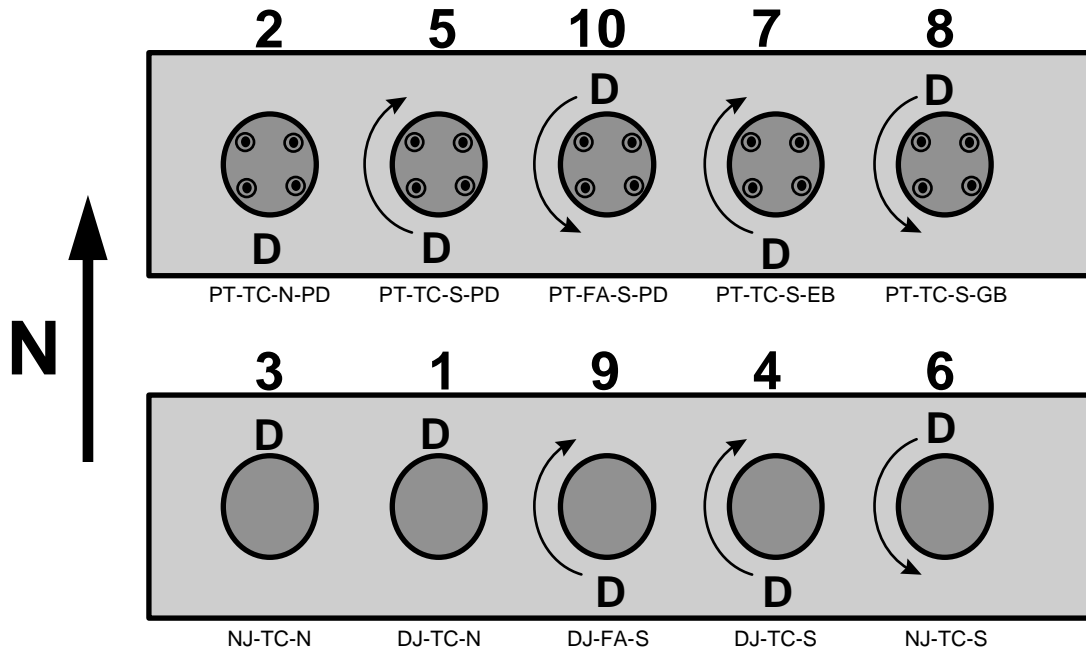 2 5 10 7 8
D D D D D
PT-TC-N-PD PT-TC-S-PD PT-FA-S-PD PT-TC-S-EB PT-TC-S-GB
N
3 1 9 4 6
D D D D D
NJ-TC-N DJ-TC-N DJ-FA-S DJ-TC-S NJ-TC-S